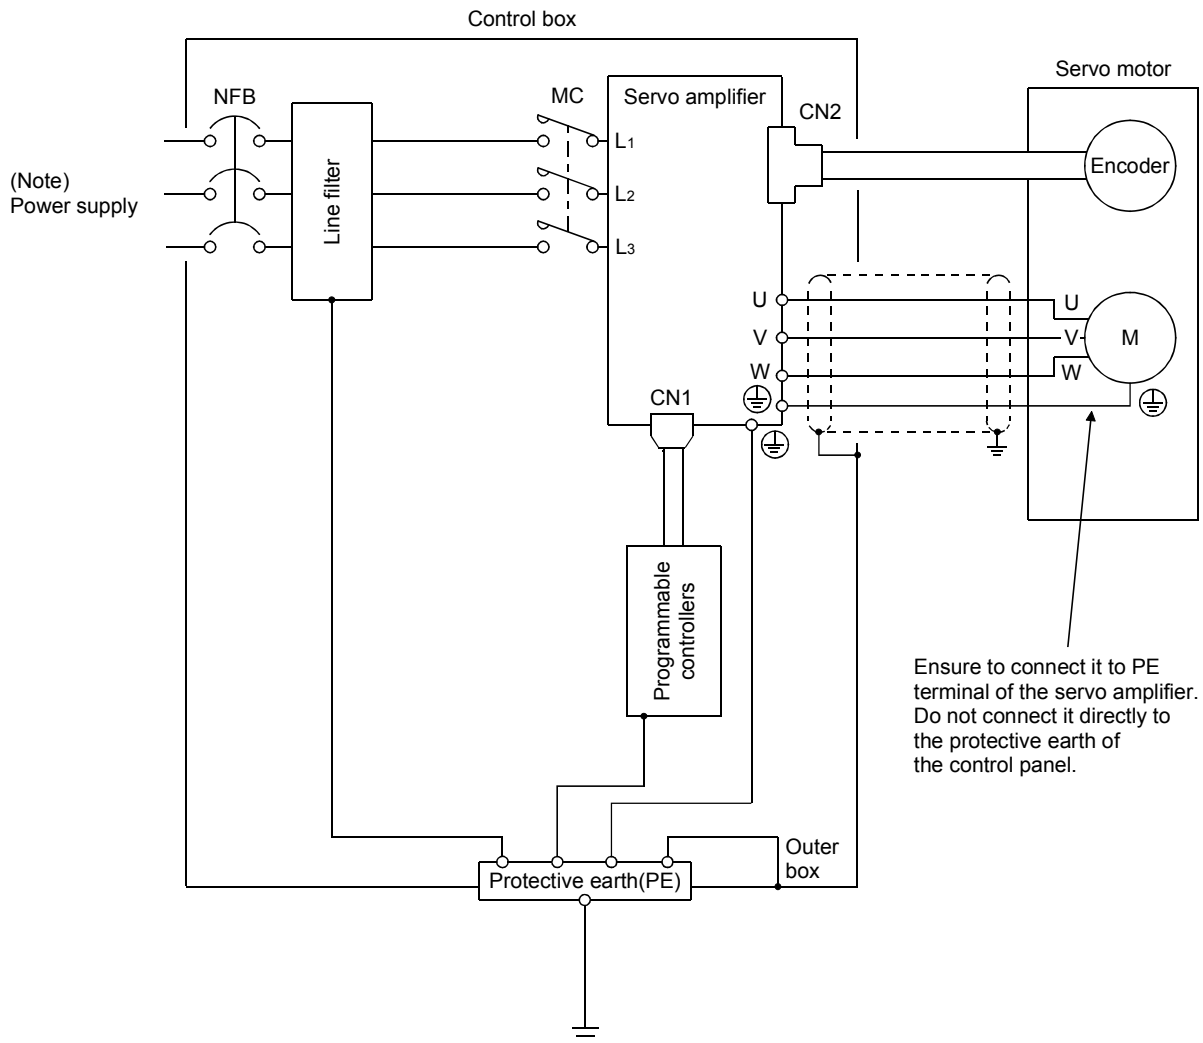 Control box
Servo motor
NFB
MC
Servo amplifier
CN2
(Note)
Power supply
Line filter
L1
L2
L3
Encoder
U
V
W
U
V
W
M
CN1
Programmable
controllers
Ensure to connect it to PE
terminal of the servo amplifier.
Do not connect it directly to
the protective earth of
the control panel.
Outer
box
Protective earth(PE)